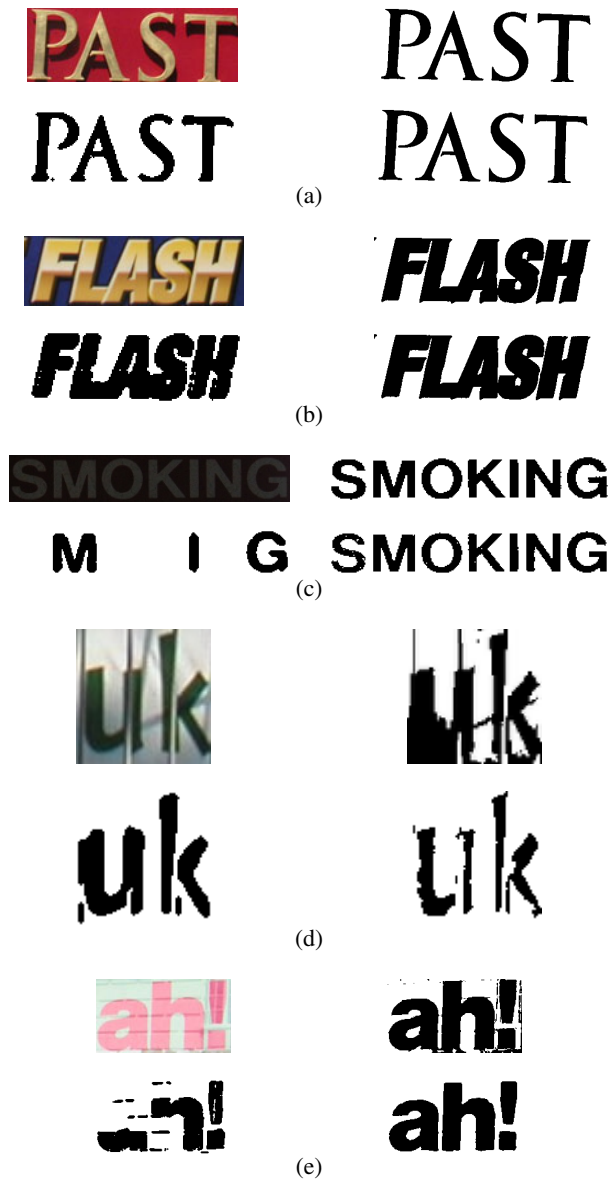 PAST PAST
PAST PAST
(a)
FLASH FLASH
FLASH FLASH
(b)
SMOKING SMOKING
M I G SMOKING
(c)
uk uk
uk uk
(d)
ah! ah!
ah!
(e)